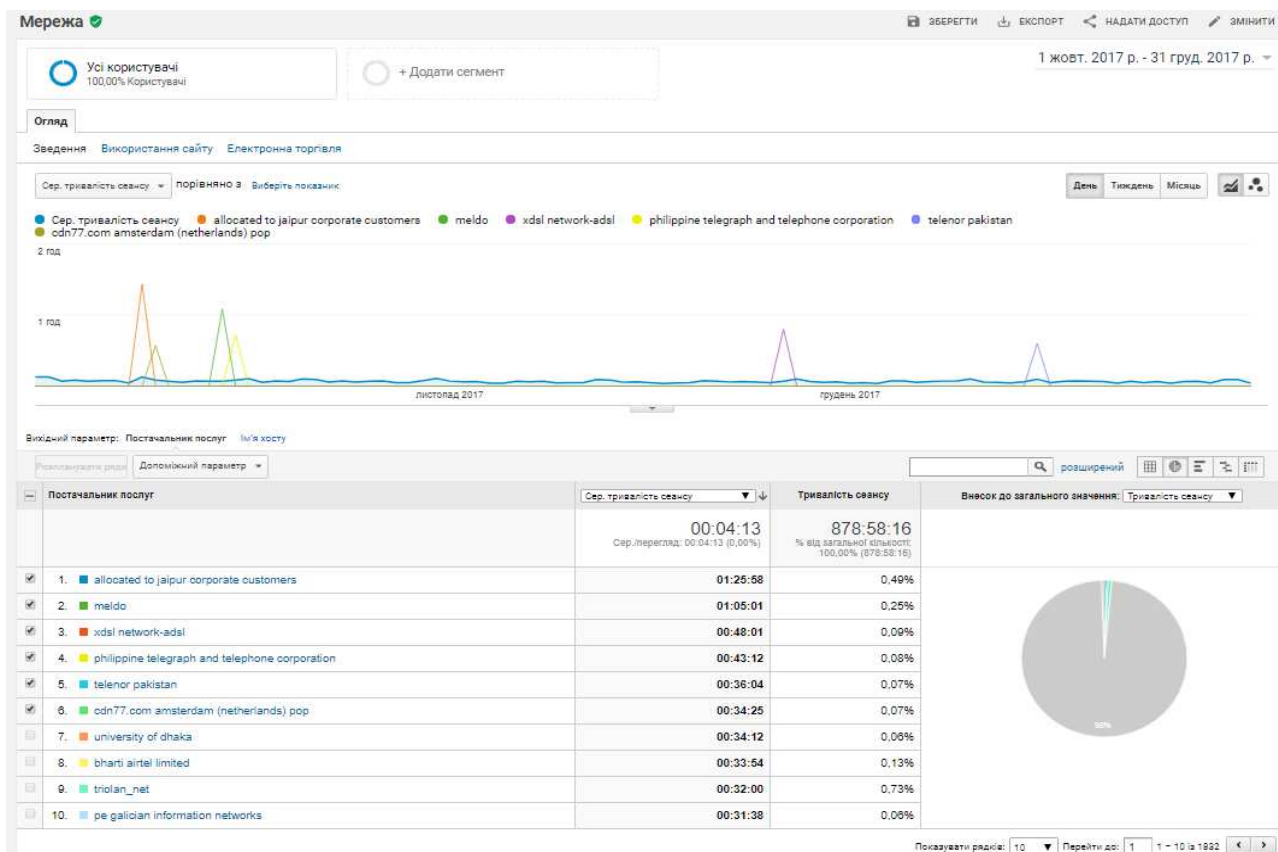 Мережа
ЗБЕРЕГТИ ЕКСПОРТ НАДАТИ ДОСТУП ЗМІНИТИ
Усі користувачі
100,00% Користувачі
+ Додати сегмент
1 жовт. 2017 р. - 31 груд. 2017 р.
Огляд
Зведення Використання сайту Електронна торгівля
Сер. тривалість сеансу порівняно з Виберіть показник
День Тиждень Місяць
Сер. тривалість сеансу allocated to jaipur corporate customers meldo xdsl network-adsl philippine telegraph and telephone corporation telenor pakistan
cdn77.com amsterdam (netherlands) pop
2 год
1 год
листопад 2017 грудень 2017
Вихідний параметр: Постачальник послуг Ім'я хосту
Допоміжний параметр розширений
Постачальник послуг Сер. тривалість сеансу Тривалість сеансу Внесок до загального значення: Тривалість сеансу
00:04:13 878:58:16
Сер./перегляд: 00:04:13 (0,00%) % від загальної кількості:
100,00% (878:58:16)
1. allocated to jaipur corporate customers 01:25:58 0,49%
2. meldo 01:05:01 0,25%
3. xdsl network-adsl 00:48:01 0,09%
4. philippine telegraph and telephone corporation 00:43:12 0,08%
5. telenor pakistan 00:36:04 0,07%
6. cdn77.com amsterdam (netherlands) pop 00:34:25 0,07%
7. university of dhaka 00:34:12 0,06%
8. bharti airtel limited 00:33:54 0,13%
9. triolan_net 00:32:00 0,73%
10. pe galician information networks 00:31:38 0,06%
98%
Показувати рядків: 10 Перейти до: 1 1 – 10 із 1932